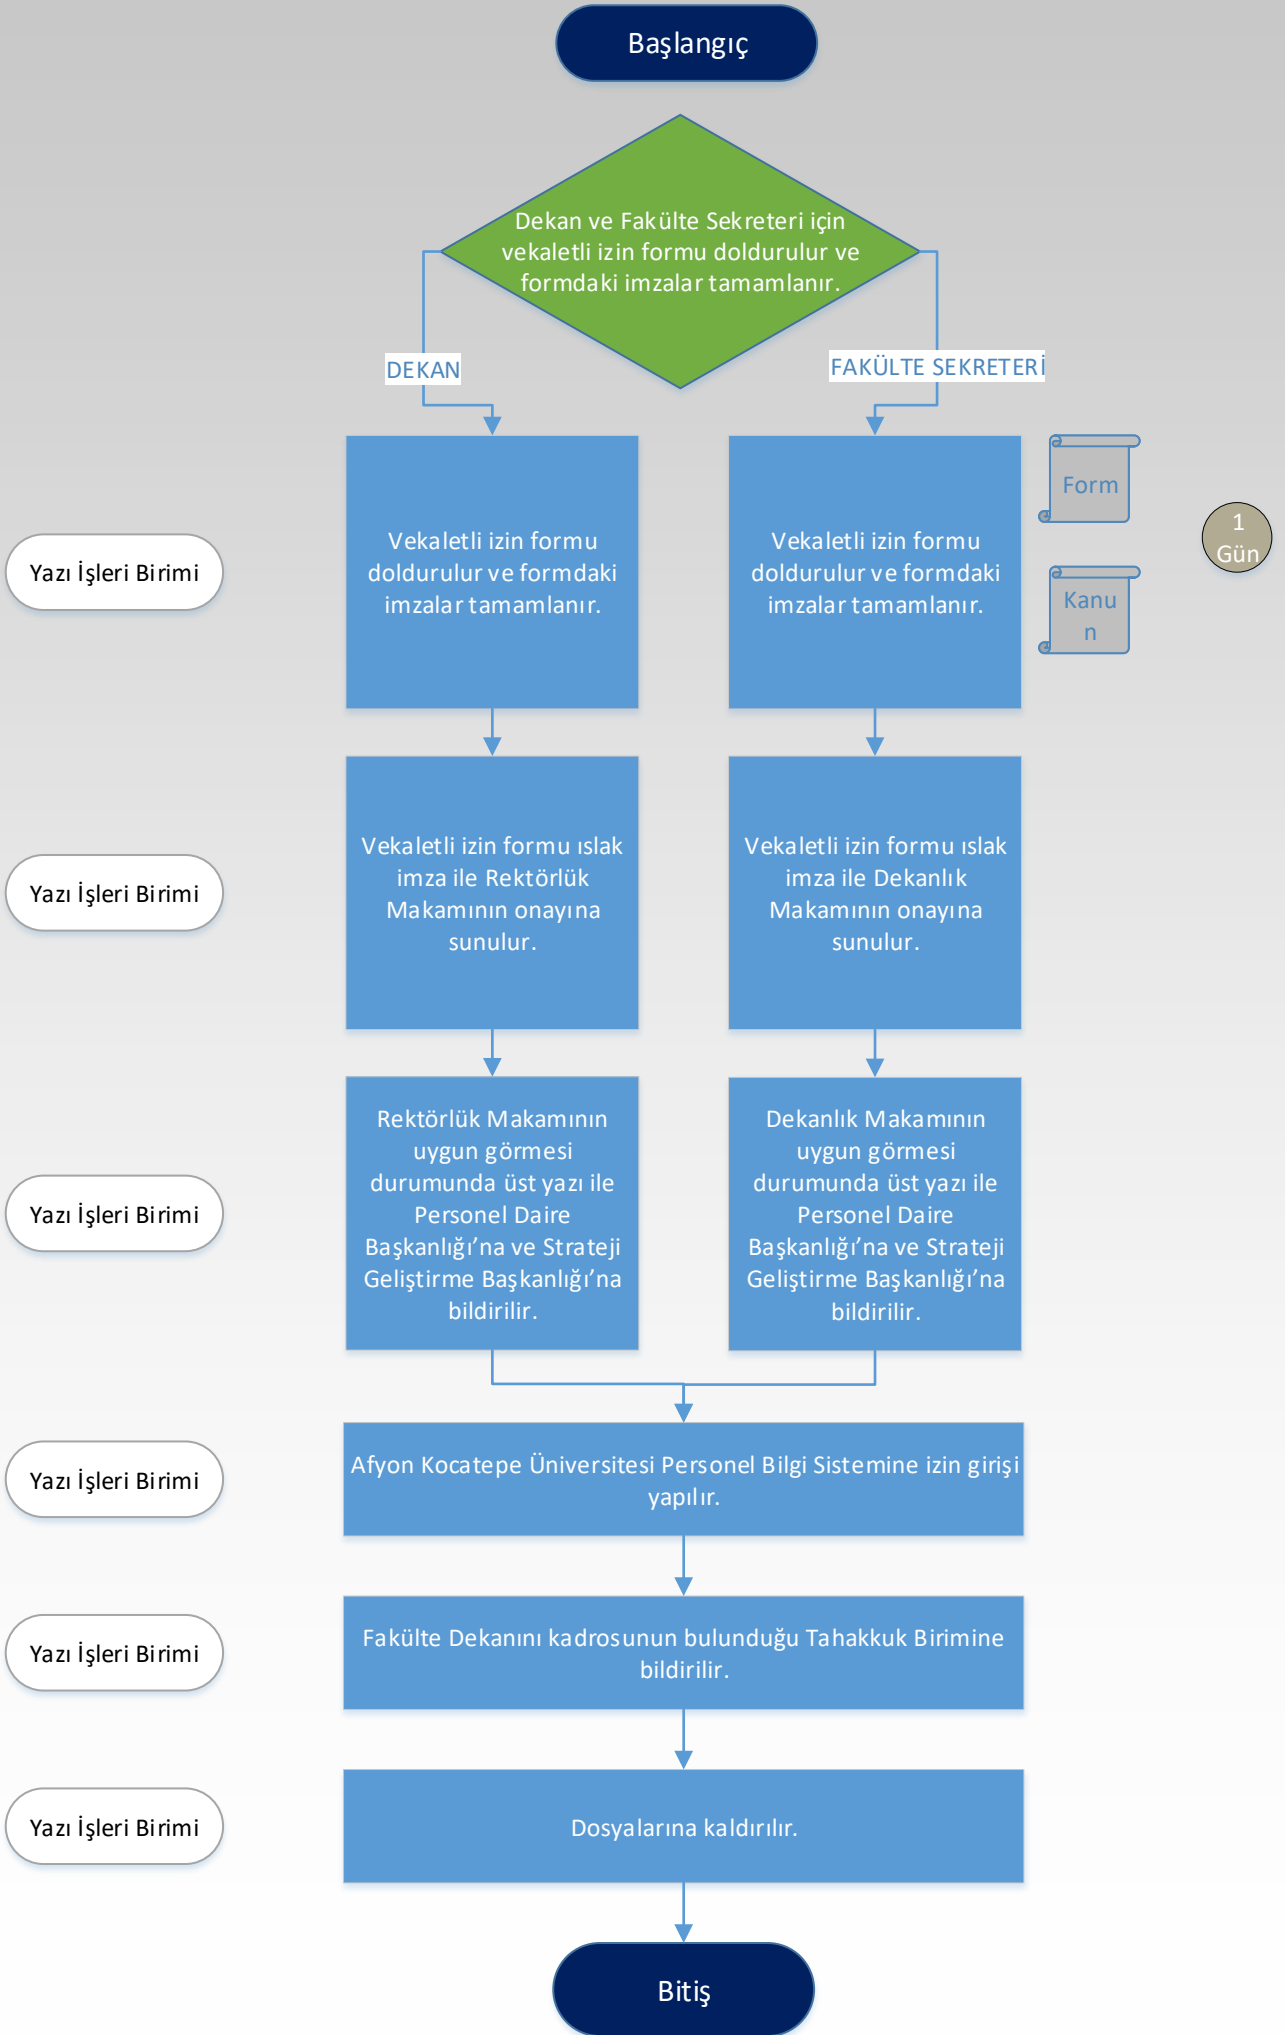 Başlangıç
Dekan ve Fakülte Sekreteri için
vekaletli izin formu doldurulur ve
formdaki imzalar tamamlanır.
DEKAN
FAKÜLTE SEKRETERİ
Yazı İşleri Birimi
Vekaletli izin formu
doldurulur ve formdaki
imzalar tamamlanır.
Vekaletli izin formu
doldurulur ve formdaki
imzalar tamamlanır.
Form
Kanu
n
1
Gün
Yazı İşleri Birimi
Vekaletli izin formu ıslak
imza ile Rektörlük
Makamının onayına
sunulur.
Vekaletli izin formu ıslak
imza ile Dekanlık
Makamının onayına
sunulur.
Yazı İşleri Birimi
Rektörlük Makamının
uygun görmesi
durumunda üst yazı ile
Personel Daire
Başkanlığı’na ve Strateji
Geliştirme Başkanlığı’na
bildirilir.
Dekanlık Makamının
uygun görmesi
durumunda üst yazı ile
Personel Daire
Başkanlığı’na ve Strateji
Geliştirme Başkanlığı’na
bildirilir.
Yazı İşleri Birimi
Afyon Kocatepe Üniversitesi Personel Bilgi Sistemine izin girişi
yapılır.
Yazı İşleri Birimi
Fakülte Dekanını kadrosunun bulunduğu Tahakkuk Birimine
bildirilir.
Yazı İşleri Birimi
Dosyalarına kaldırılır.
Bitiş